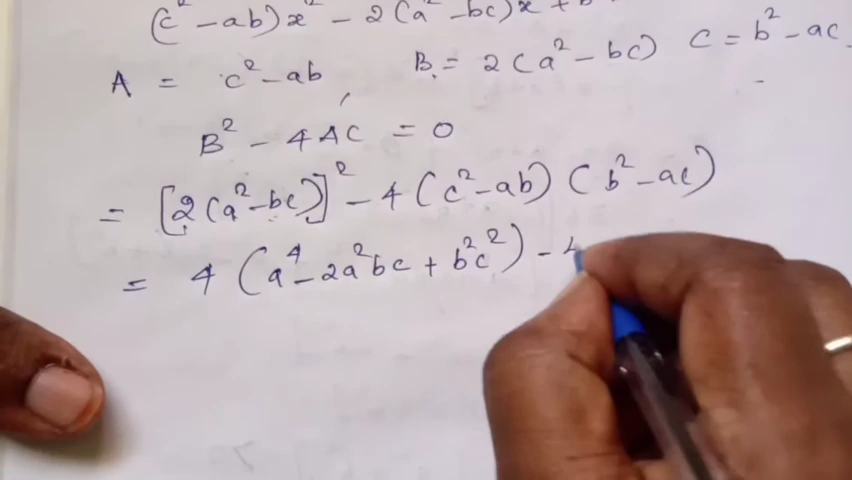 (c² - ab)x² - 2(a² - bc)x + b
A = c² - ab, B = 2(a² - bc) C = b² - ac
B² - 4AC = 0
= [2(a² - bc)]² - 4(c² - ab)(b² - ac)
= 4(a⁴ - 2a²bc + b²c²) - 4